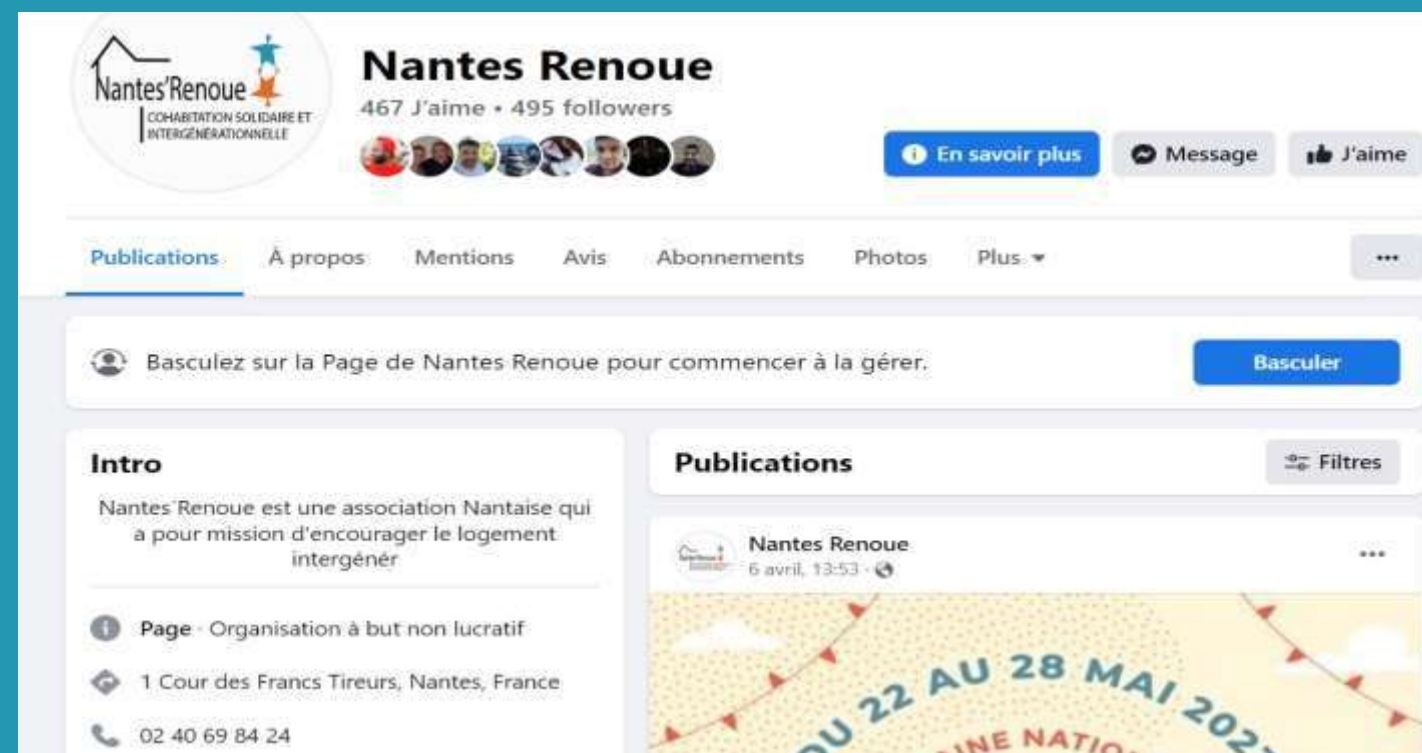 Nantes'Renoue
COHABITATION SOLIDAIRE ET
INTERGÉNÉRATIONNELLE
Nantes Renoue
467 J'aime • 495 followers
En savoir plus
Message
J'aime
Publications À propos Mentions Avis Abonnements Photos Plus
Basculez sur la Page de Nantes Renoue pour commencer à la gérer.
Basculer
Intro
Nantes'Renoue est une association Nantaise qui
a pour mission d'encourager le logement
intergénér
Page · Organisation à but non lucratif
1 Cour des Francs Tireurs, Nantes, France
02 40 69 84 24
Publications
Filtres
Nantes Renoue
6 avril, 13:53
DU 22 AU 28 MAI